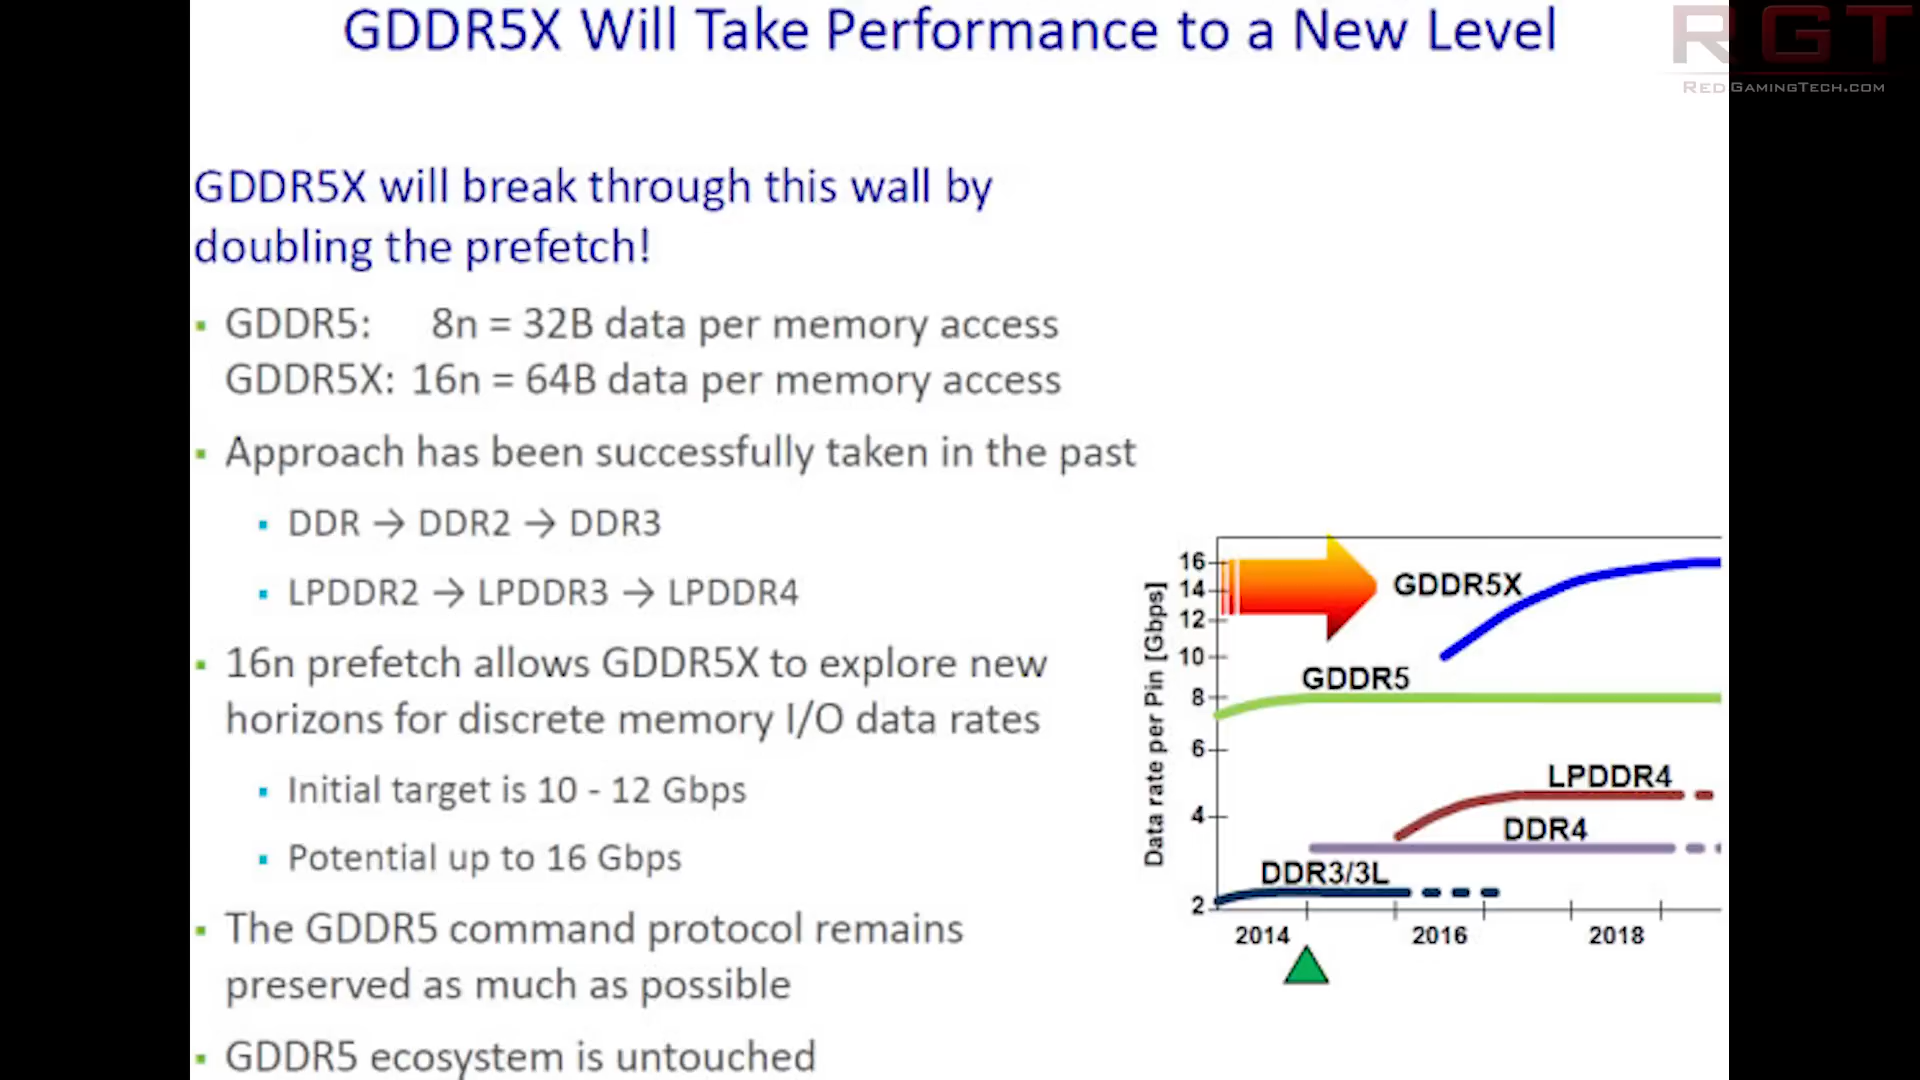 GDDR5X Will Take Performance to a New Level
RGT
REDGAMINGTECH.COM
GDDR5X will break through this wall by
doubling the prefetch!
GDDR5: 8n = 32B data per memory access
GDDR5X: 16n = 64B data per memory access
Approach has been successfully taken in the past
DDR → DDR2 → DDR3
LPDDR2 → LPDDR3 → LPDDR4
16n prefetch allows GDDR5X to explore new
horizons for discrete memory I/O data rates
Initial target is 10 - 12 Gbps
Potential up to 16 Gbps
The GDDR5 command protocol remains
preserved as much as possible
GDDR5 ecosystem is untouched
Data rate per Pin [Gbps]
16
14
12
10
8
6
4
2
GDDR5X
GDDR5
LPDDR4
DDR4
DDR3/3L
2014 2016 2018